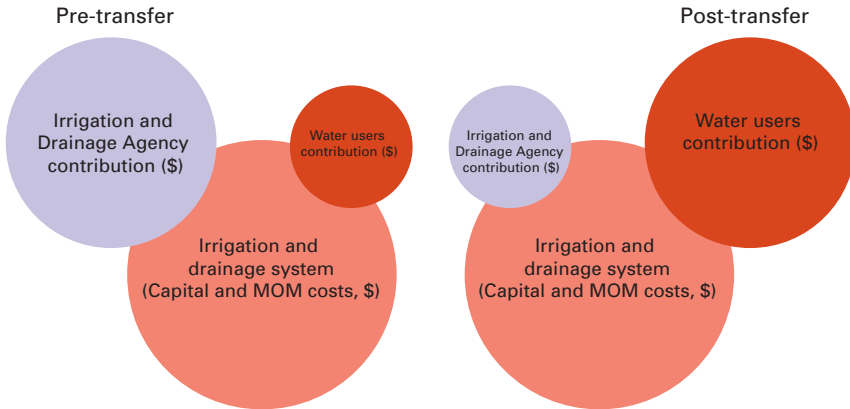 Pre-transfer
Irrigation and
Drainage Agency
contribution ($)
Water users
contribution ($)
Irrigation and
drainage system
(Capital and MOM costs, $)
Post-transfer
Irrigation and
Drainage Agency
contribution ($)
Water users
contribution ($)
Irrigation and
drainage system
(Capital and MOM costs, $)